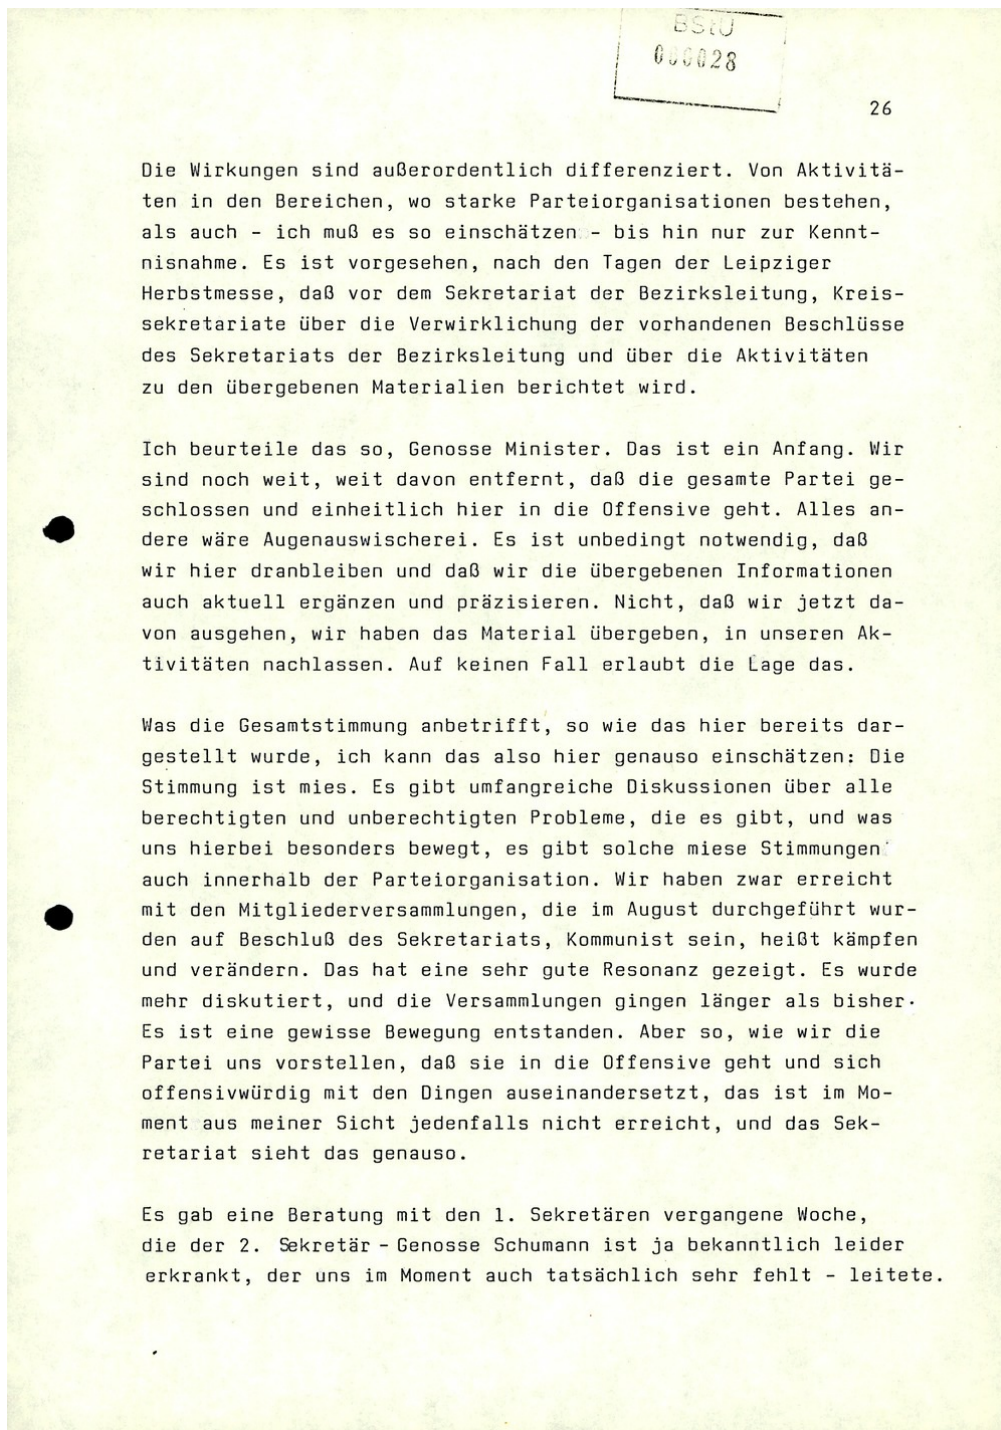 BStU
000028
26
Die Wirkungen sind außerordentlich differenziert. Von Aktivitä-
ten in den Bereichen, wo starke Parteiorganisationen bestehen,
als auch - ich muß es so einschätzen - bis hin nur zur Kennt-
nisnahme. Es ist vorgesehen, nach den Tagen der Leipziger
Herbstmesse, daß vor dem Sekretariat der Bezirksleitung, Kreis-
sekretariate über die Verwirklichung der vorhandenen Beschlüsse
des Sekretariats der Bezirksleitung und über die Aktivitäten
zu den übergebenen Materialien berichtet wird.
Ich beurteile das so, Genosse Minister. Das ist ein Anfang. Wir
sind noch weit, weit davon entfernt, daß die gesamte Partei ge-
schlossen und einheitlich hier in die Offensive geht. Alles an-
dere wäre Augenauswischerei. Es ist unbedingt notwendig, daß
wir hier dranbleiben und daß wir die übergebenen Informationen
auch aktuell ergänzen und präzisieren. Nicht, daß wir jetzt da-
von ausgehen, wir haben das Material übergeben, in unseren Ak-
tivitäten nachlassen. Auf keinen Fall erlaubt die Lage das.
Was die Gesamtstimmung anbetrifft, so wie das hier bereits dar-
gestellt wurde, ich kann das also hier genauso einschätzen: Die
Stimmung ist mies. Es gibt umfangreiche Diskussionen über alle
berechtigten und unberechtigten Probleme, die es gibt, und was
uns hierbei besonders bewegt, es gibt solche miese Stimmungen
auch innerhalb der Parteiorganisation. Wir haben zwar erreicht
mit den Mitgliederversammlungen, die im August durchgeführt wur-
den auf Beschluß des Sekretariats, Kommunist sein, heißt kämpfen
und verändern. Das hat eine sehr gute Resonanz gezeigt. Es wurde
mehr diskutiert, und die Versammlungen gingen länger als bisher.
Es ist eine gewisse Bewegung entstanden. Aber so, wie wir die
Partei uns vorstellen, daß sie in die Offensive geht und sich
offensivwürdig mit den Dingen auseinandersetzt, das ist im Mo-
ment aus meiner Sicht jedenfalls nicht erreicht, und das Sek-
retariat sieht das genauso.
Es gab eine Beratung mit den 1. Sekretären vergangene Woche,
die der 2. Sekretär - Genosse Schumann ist ja bekanntlich leider
erkrankt, der uns im Moment auch tatsächlich sehr fehlt - leitete.